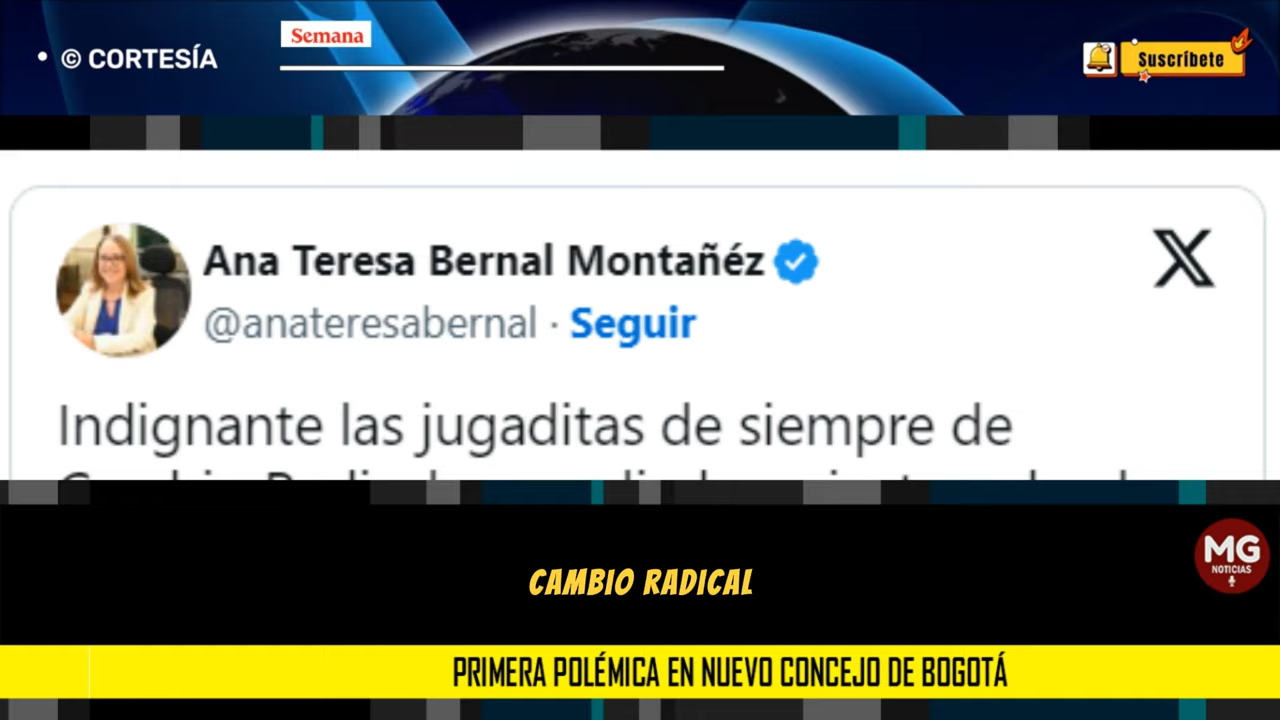 • © CORTESÍA
Semana
Suscríbete
Ana Teresa Bernal Montañéz
@anateresabernal · Seguir
Indignante las jugaditas de siempre de
CAMBIO RADICAL
MG
NOTICIAS
PRIMERA POLÉMICA EN NUEVO CONCEJO DE BOGOTÁ